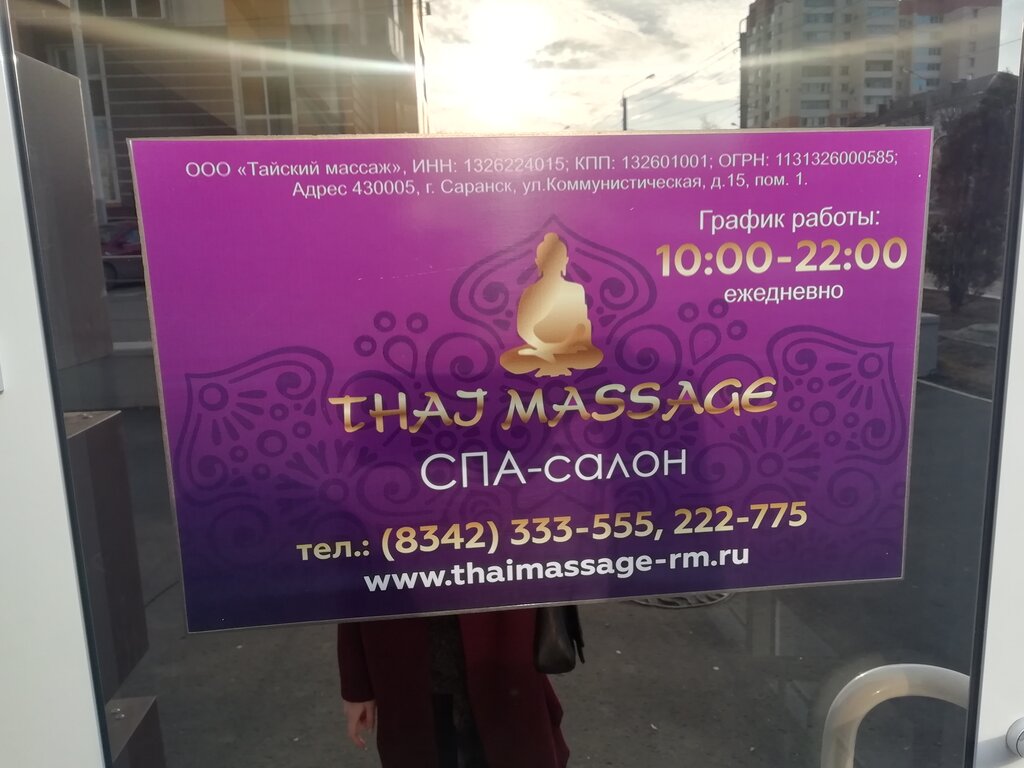 ООО «Тайский массаж», ИНН: 1326224015; КПП: 132601001; ОГРН: 1131326000585;
Адрес 430005, г. Саранск, ул.Коммунистическая, д.15, пом. 1.
График работы:
10:00-22:00
ежедневно
THAI MASSAGE
СПА-салон
тел.: (8342) 333-555, 222-775
www.thaimassage-rm.ru